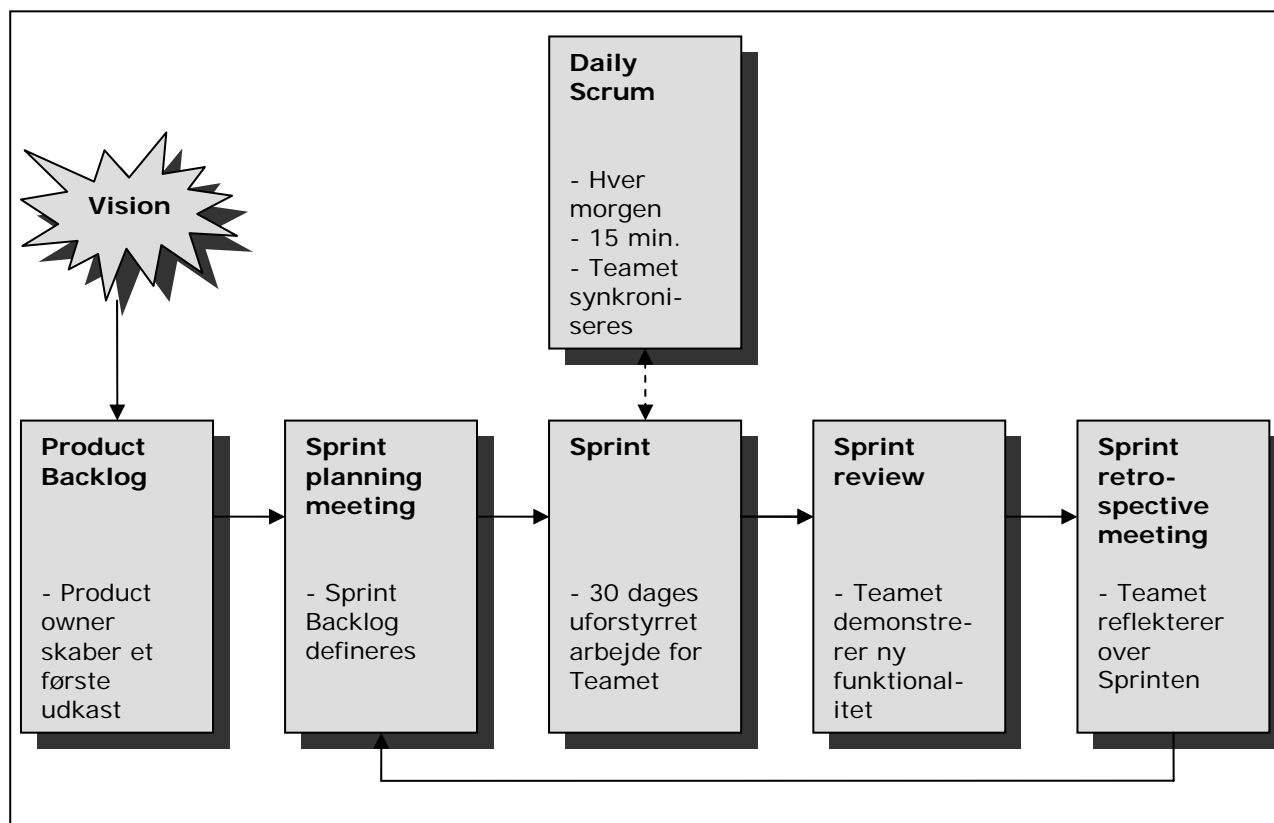 Daily
Scrum
- Hver
morgen
- 15 min.
- Teamet
synkroni-
seres
Vision
Product
Backlog
- Product
owner
skaber et
første
udkast
Sprint
planning
meeting
- Sprint
Backlog
defineres
Sprint
- 30 dages
uforstyrret
arbejde for
Teamet
Sprint
review
- Teamet
demonstre-
rer ny
funktional-
itet
Sprint
retro-
spective
meeting
- Teamet
reflekterer
over
Sprinten